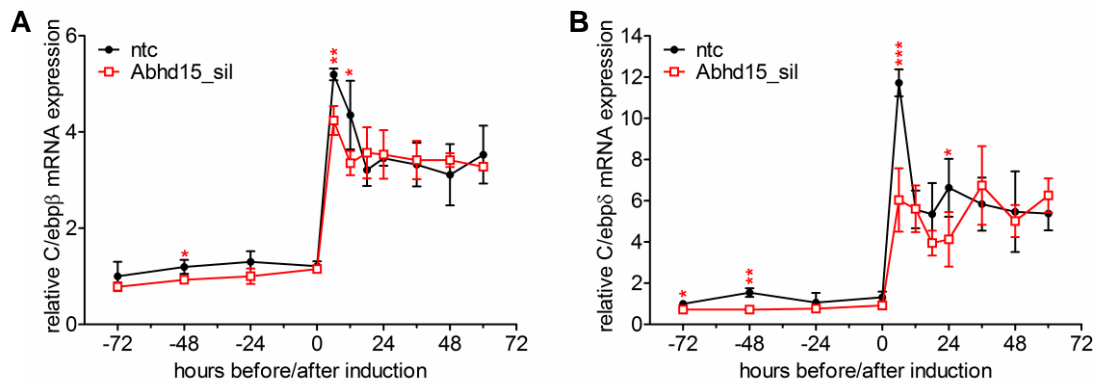 A
relative C/ebpβ mRNA expression
6
4
2
0
ntc
Abhd15_sil
*
**
*
-72 -48 -24 0 24 48 72
hours before/after induction
B
relative C/ebpδ mRNA expression
14
12
10
8
6
4
2
0
ntc
Abhd15_sil
*
**
***
*
-72 -48 -24 0 24 48 72
hours before/after induction